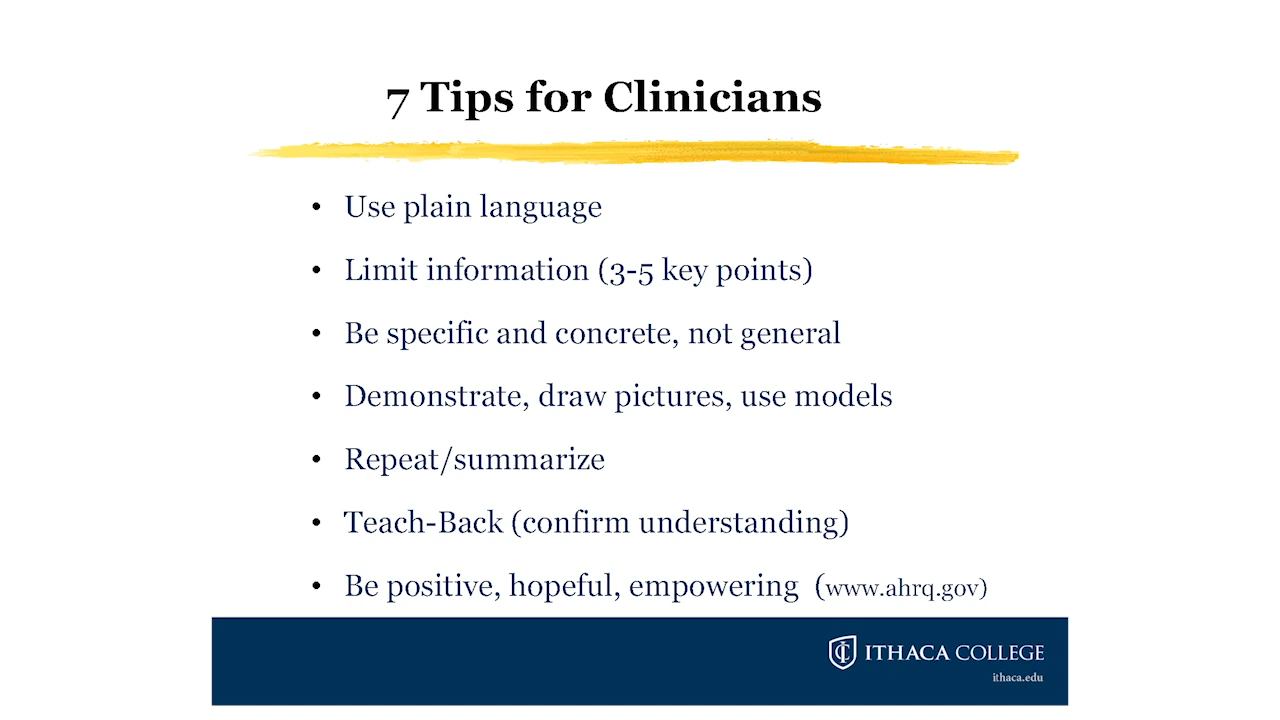 7 Tips for Clinicians
• Use plain language
• Limit information (3-5 key points)
• Be specific and concrete, not general
• Demonstrate, draw pictures, use models
• Repeat/summarize
• Teach-Back (confirm understanding)
• Be positive, hopeful, empowering (www.ahrq.gov)
ITHACA COLLEGE
ithaca.edu